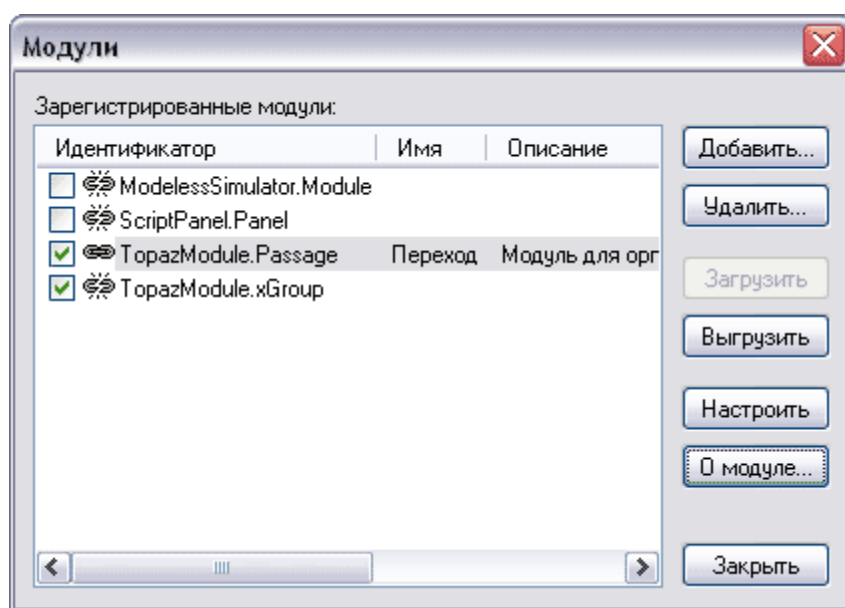 Модули
Зарегистрированные модули:
Идентификатор Имя Описание
ModelessSimulator.Module
ScriptPanel.Panel
TopazModule.Passage Переход Модуль для орг
TopazModule.xGroup
Добавить...
Удалить...
Загрузить
Выгрузить
Настроить
О модуле...
Закрыть